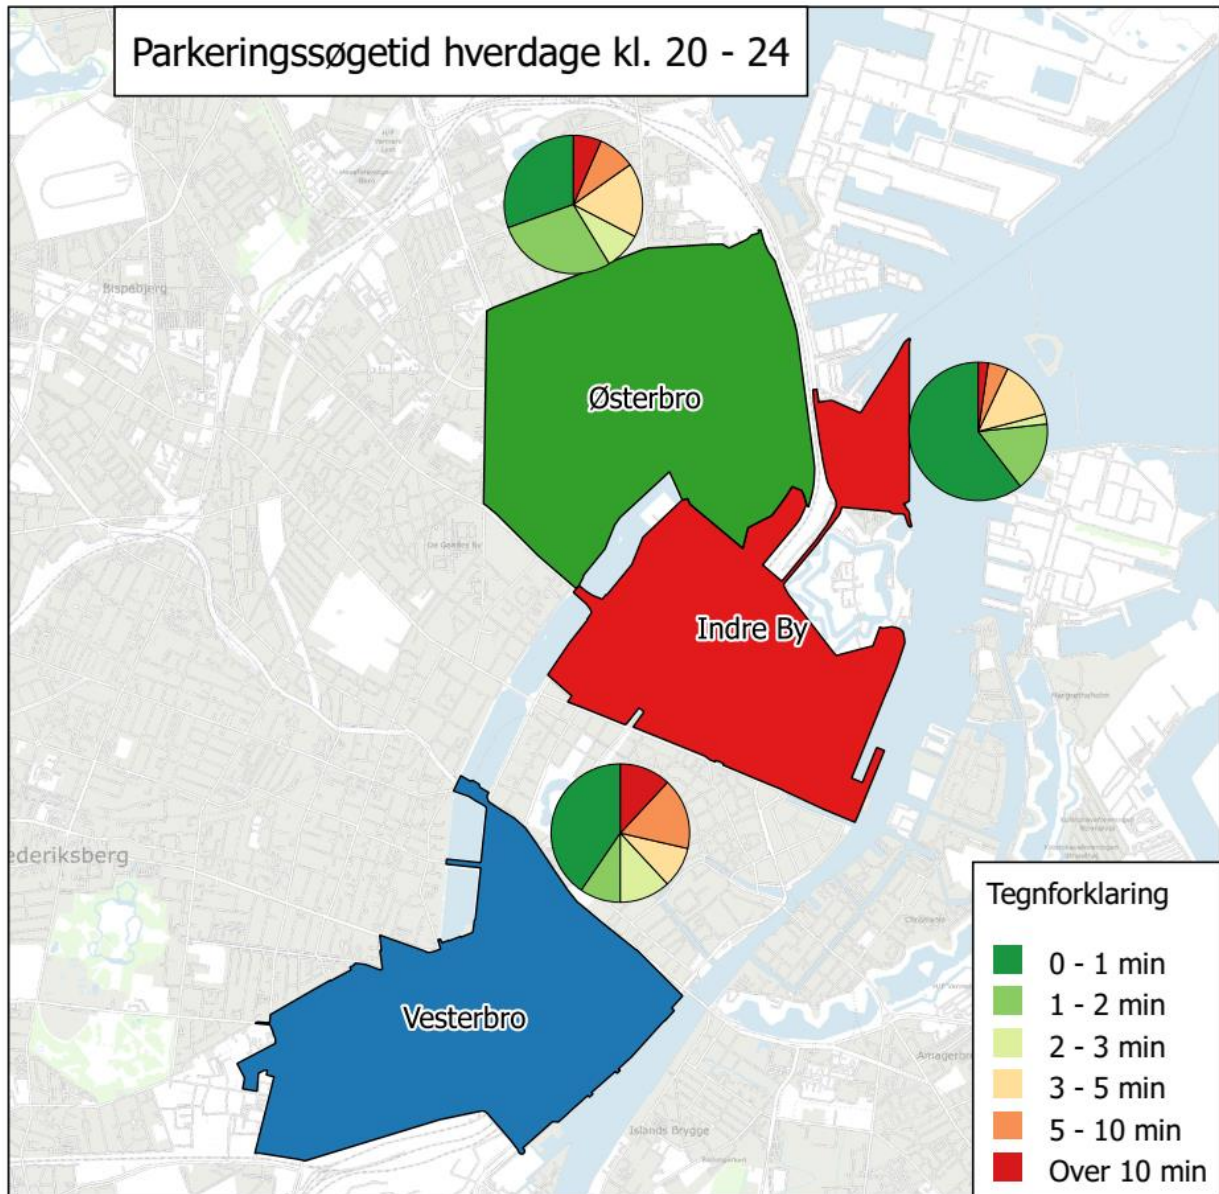 Parkeringssøgetid hverdage kl. 20 - 24
Bispebjerg
Østerbro
Indre By
ederiksberg
Vesterbro
Islands Brygge
Amagerbro
Tegnforklaring
0 - 1 min
1 - 2 min
2 - 3 min
3 - 5 min
5 - 10 min
Over 10 min